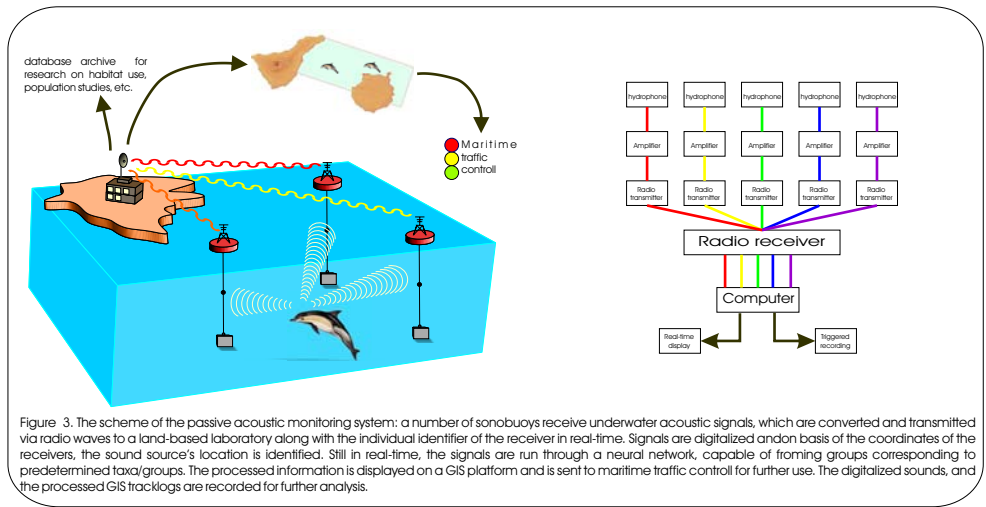 database archive for
research on habitat use,
population studies, etc.
Maritime
traffic
controll
hydrophone hydrophone hydrophone hydrophone hydrophone
Amplifier Amplifier Amplifier Amplifier Amplifier
Radio transmitter Radio transmitter Radio transmitter Radio transmitter Radio transmitter
Radio receiver
Computer
Real-time display
Triggered recording
Figure 3. The scheme of the passive acoustic monitoring system: a number of sonobuoys receive underwater acoustic signals, which are converted and transmitted
via radio waves to a land-based laboratory along with the individual identifier of the receiver in real-time. Signals are digitalized andon basis of the coordinates of the
receivers, the sound source's location is identified. Still in real-time, the signals are run through a neural network, capable of froming groups corresponding to
predetermined taxa/groups. The processed information is displayed on a GIS platform and is sent to maritime traffic controll for further use. The digitalized sounds, and
the processed GIS tracklogs are recorded for further analysis.